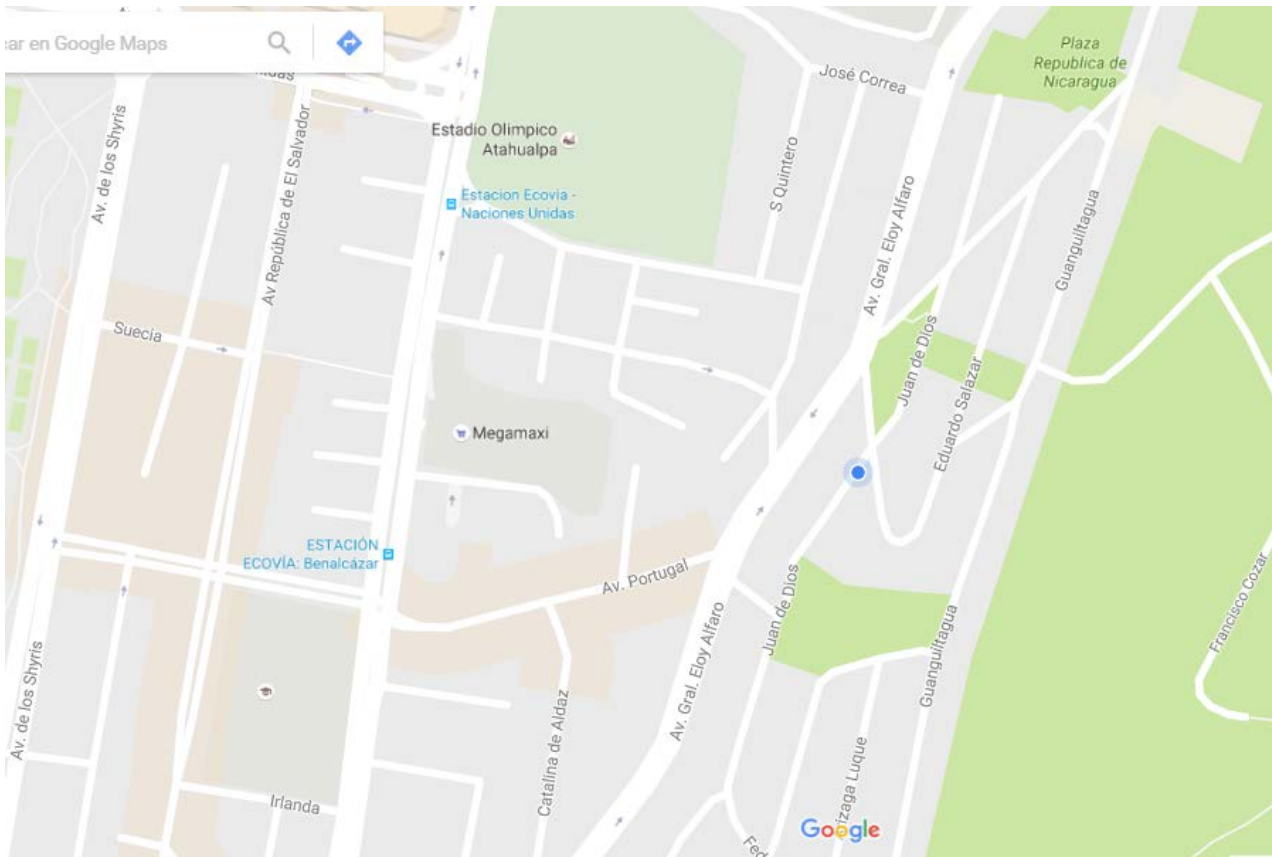 ar en Google Maps
Plaza
Republica de
Nicaragua
José Correa
Av. de los Shyris
Av República de El Salvador
Estadio Olimpico
Atahualpa
Estacion Ecovia -
Naciones Unidas
S Quintero
Av. Gral. Eloy Alfaro
Guanguiltagua
Suecia
Juan de Dios
Eduardo Salazar
Megamaxi
ESTACIÓN
ECOVÍA: Benalcázar
Av. Portugal
Juan de Dios
Francisco Cozar
Av. de los Shyris
Av. Gral. Eloy Alfaro
Guanguiltagua
Catalina de Aldaz
izaga Luque
Irlanda
Fed
Google